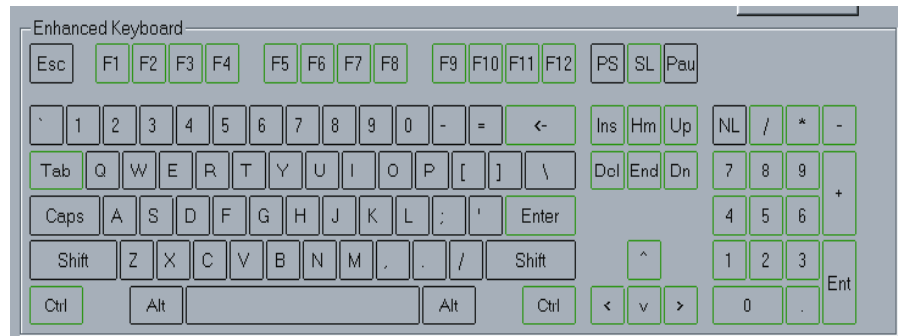 Enhanced Keyboard
Esc F1 F2 F3 F4 F5 F6 F7 F8 F9 F10 F11 F12 PS SL Pau
` 1 2 3 4 5 6 7 8 9 0 - = <- Ins Hm Up NL / * -
Tab Q W E R T Y U I O P [ ] \ Del End Dn 7 8 9 +
Caps A S D F G H J K L ; ' Enter 4 5 6
Shift Z X C V B N M , . / Shift ^ 1 2 3 Ent
Ctrl Alt Alt Ctrl < v > 0 .